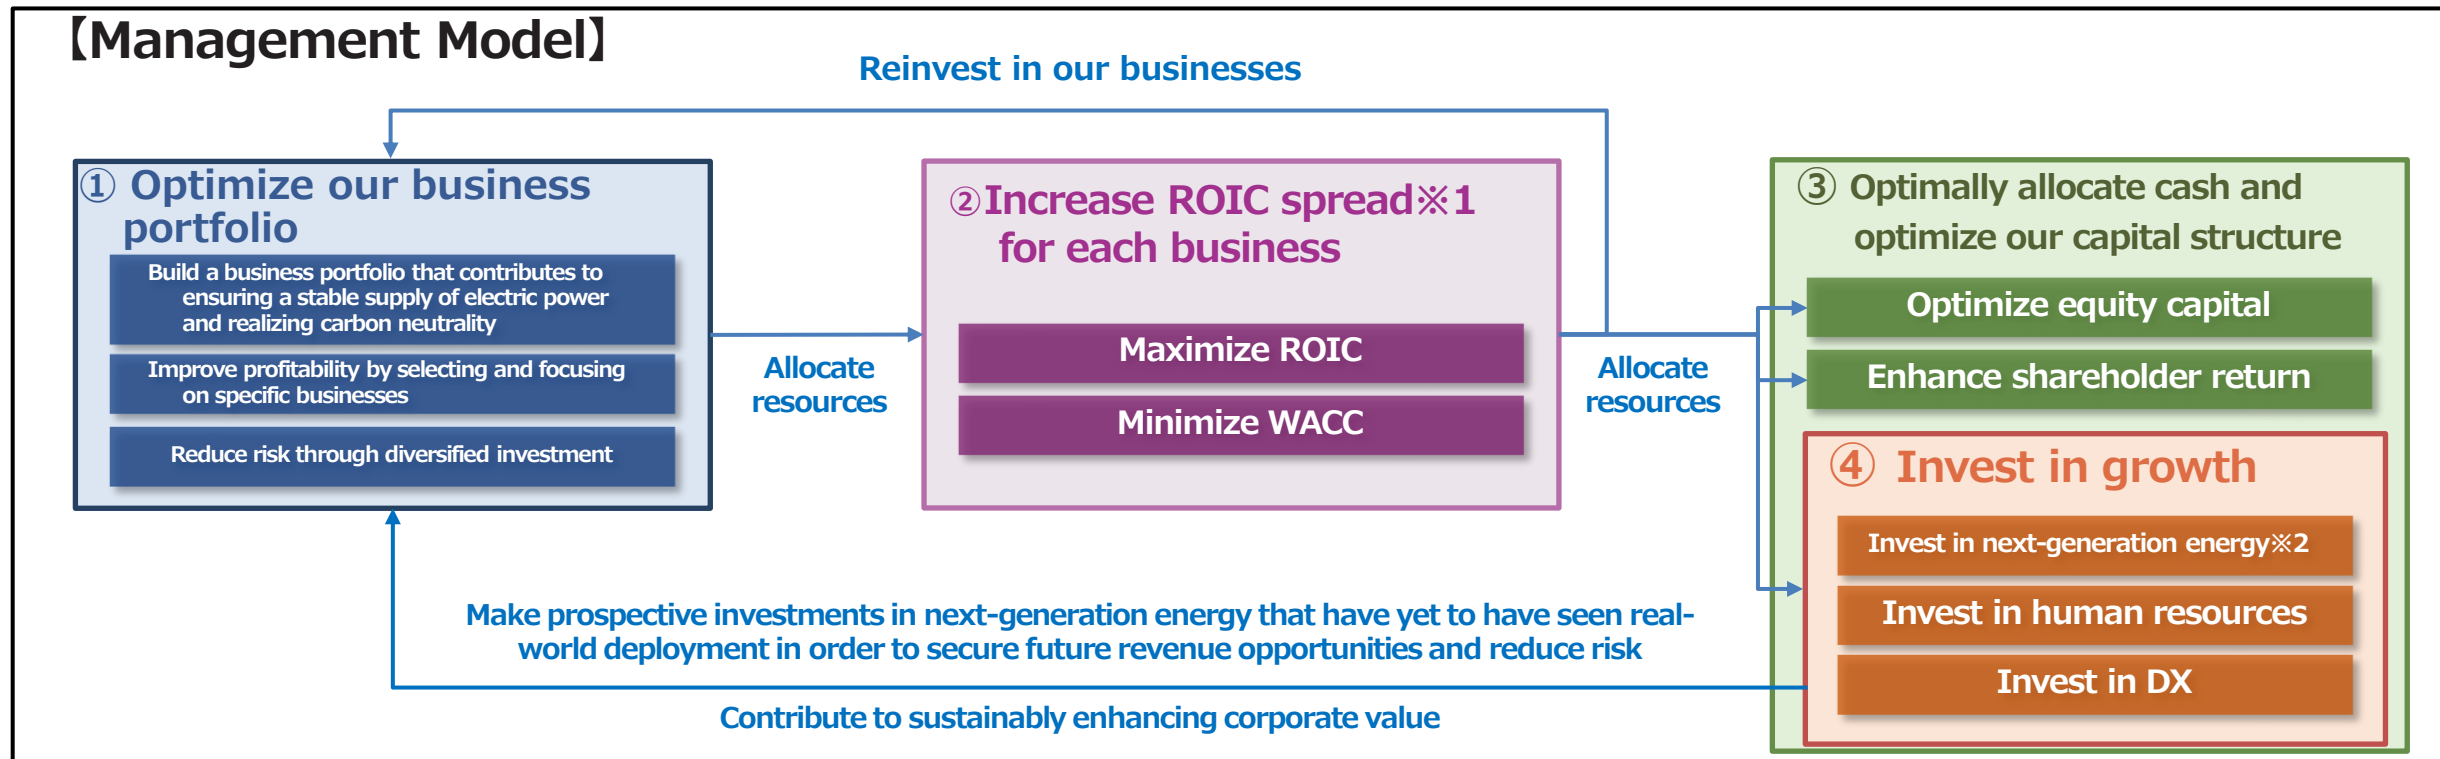 【Management Model】
Reinvest in our businesses
① Optimize our business
portfolio
Build a business portfolio that contributes to
ensuring a stable supply of electric power
and realizing carbon neutrality
Improve profitability by selecting and focusing
on specific businesses
Reduce risk through diversified investment
Allocate
resources
②Increase ROIC spread※1
for each business
Maximize ROIC
Minimize WACC
Allocate
resources
③ Optimally allocate cash and
optimize our capital structure
Optimize equity capital
Enhance shareholder return
④ Invest in growth
Invest in next-generation energy※2
Invest in human resources
Invest in DX
Make prospective investments in next-generation energy that have yet to have seen real-
world deployment in order to secure future revenue opportunities and reduce risk
Contribute to sustainably enhancing corporate value